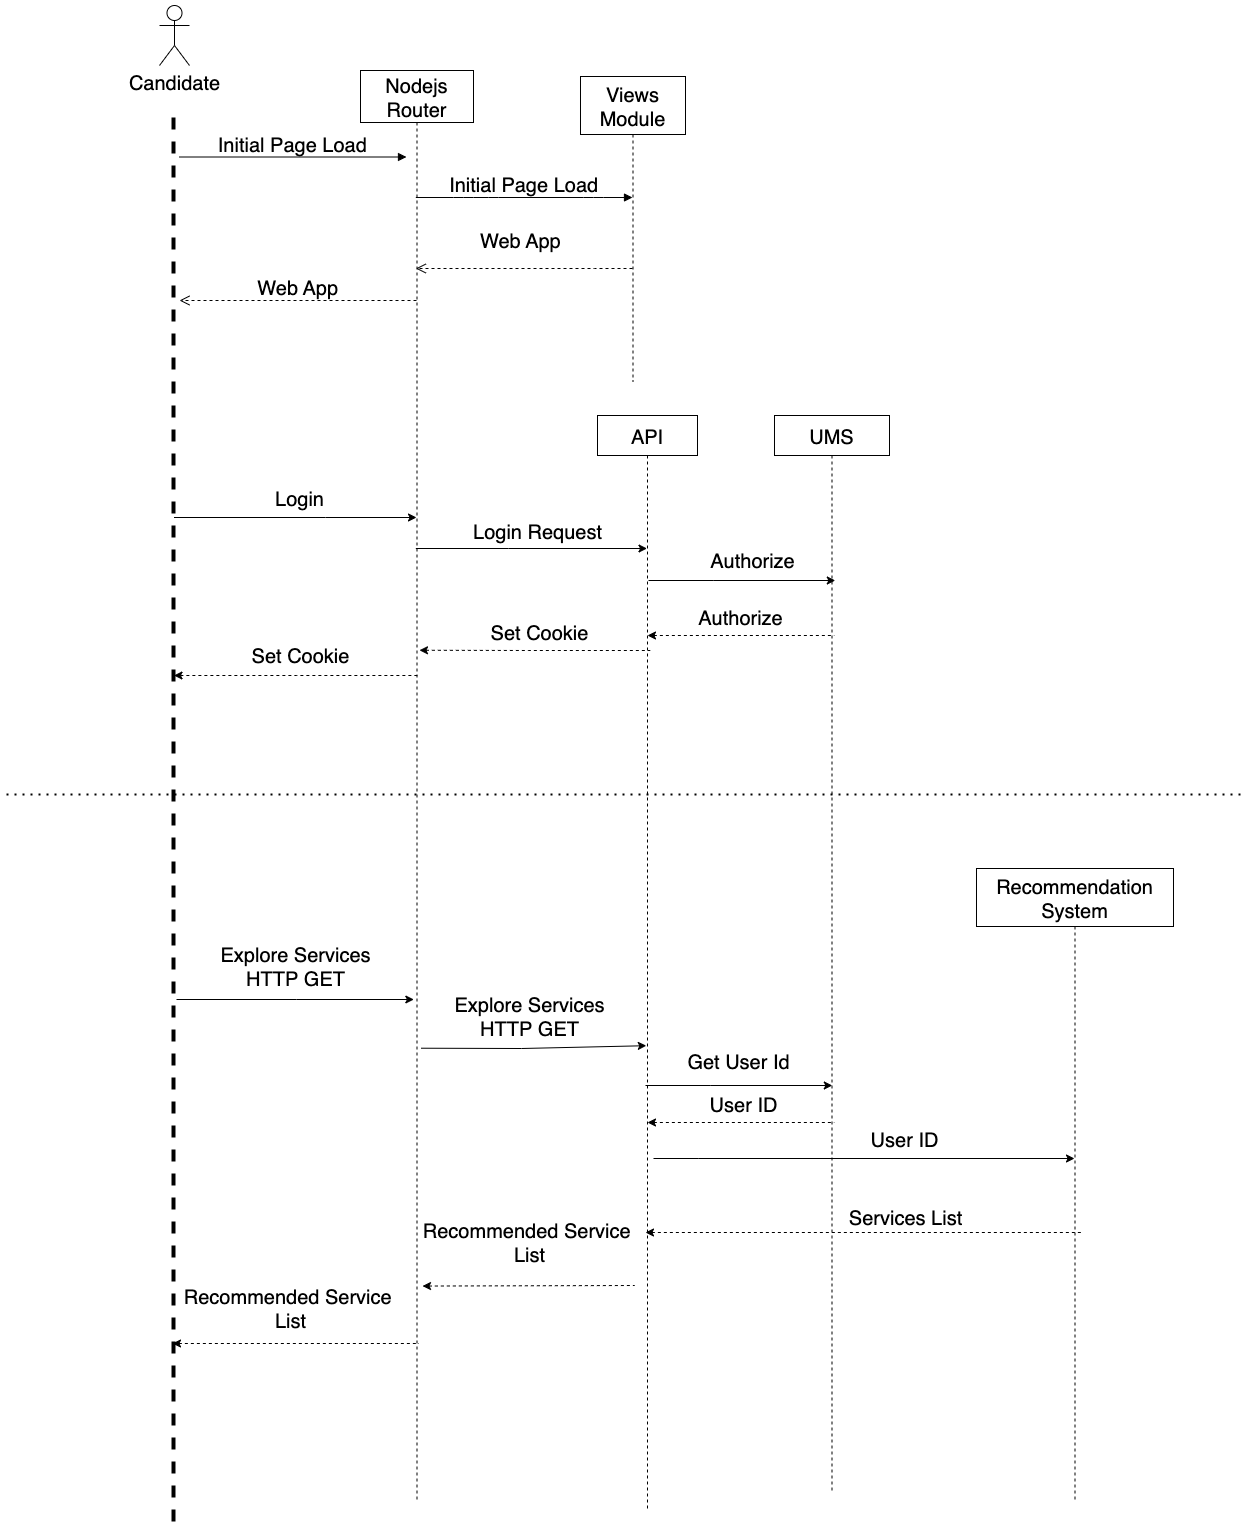 Candidate
Nodejs
Router
Views
Module
Initial Page Load
Initial Page Load
Web App
Web App
API
UMS
Login
Login Request
Authorize
Authorize
Set Cookie
Set Cookie
Recommendation
System
Explore Services
HTTP GET
Explore Services
HTTP GET
Get User Id
User ID
User ID
Services List
Recommended Service
List
Recommended Service
List